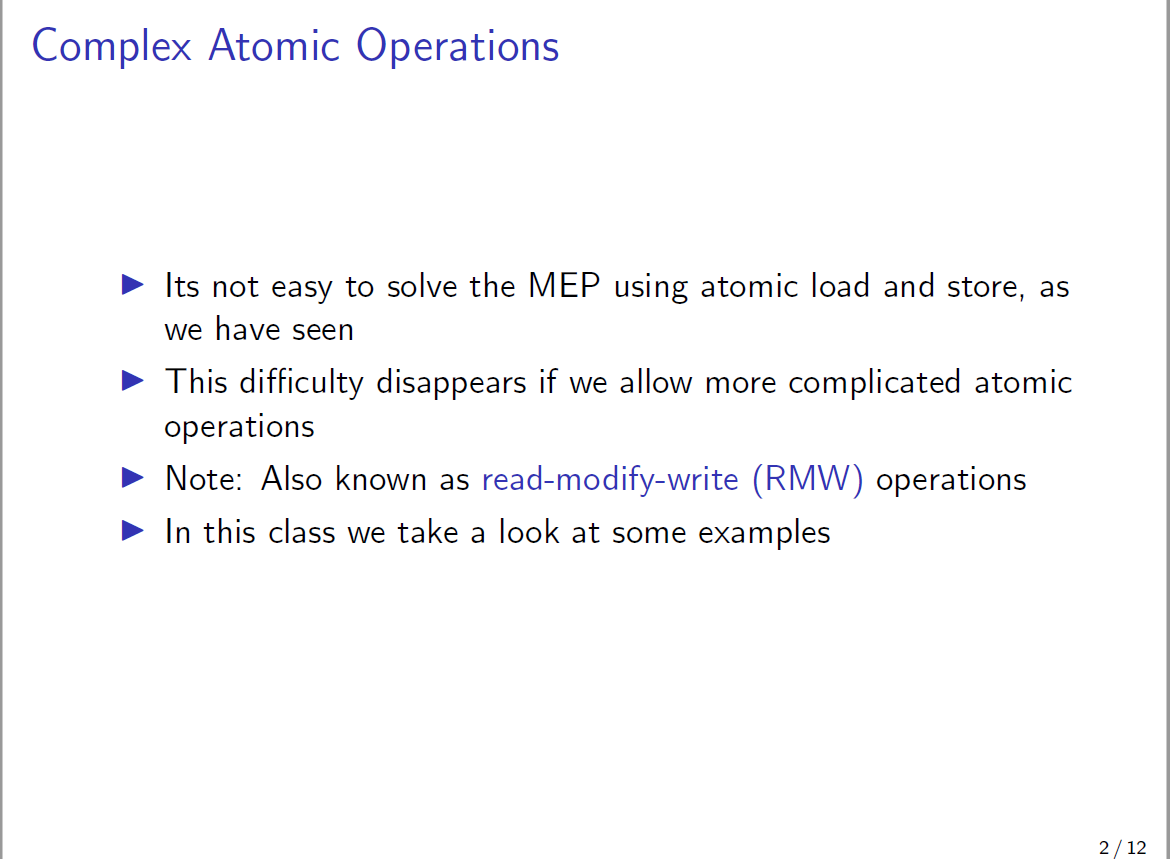 Complex Atomic Operations
Its not easy to solve the MEP using atomic load and store, as
we have seen
This difficulty disappears if we allow more complicated atomic
operations
Note: Also known as read-modify-write (RMW) operations
In this class we take a look at some examples
2 / 12